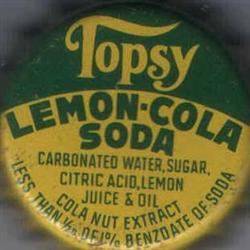 Topsy
LEMON-COLA
SODA
CARBONATED WATER, SUGAR,
CITRIC ACID, LEMON
JUICE & OIL
COLA NUT EXTRACT
LESS THAN 1/20 OF 1% BENZOATE OF SODA